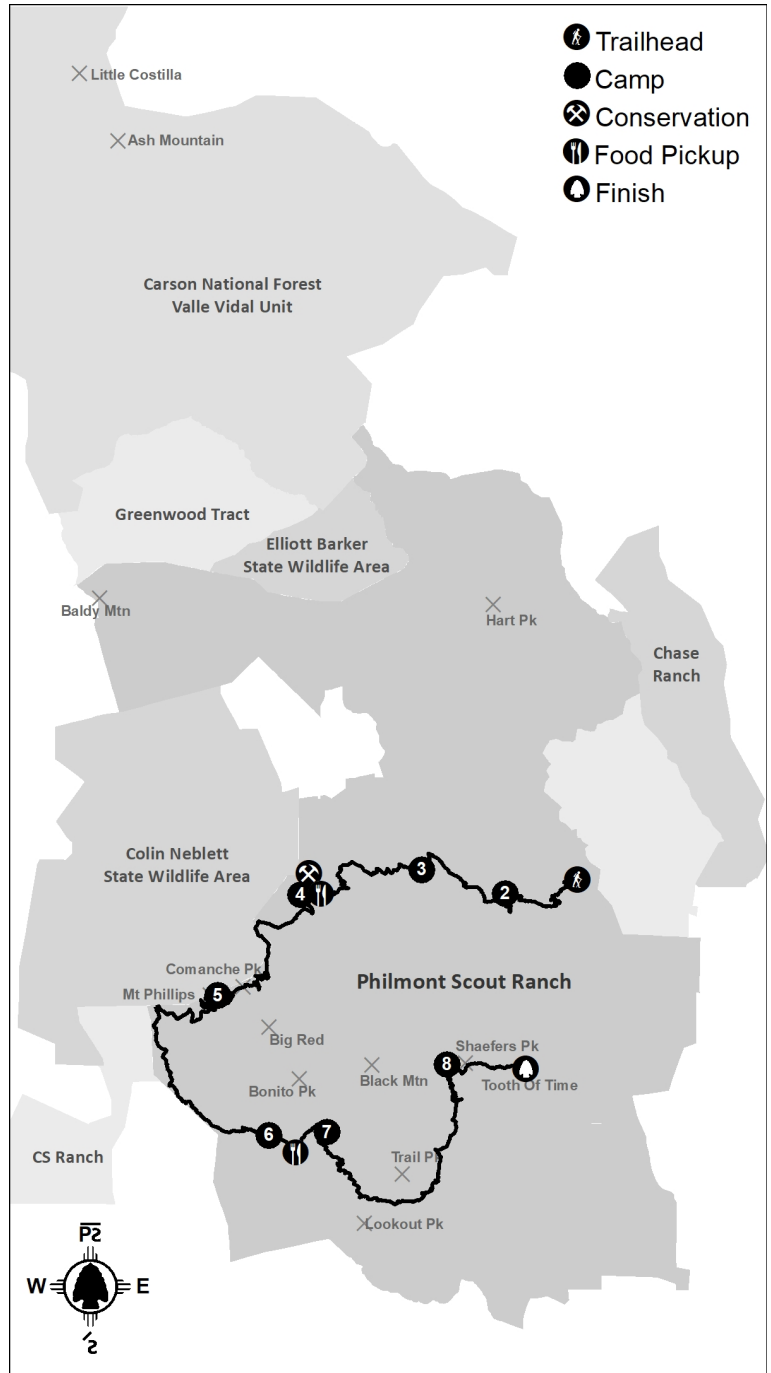 Trailhead
Camp
Conservation
Food Pickup
Finish
Little Costilla
Ash Mountain
Carson National Forest
Valle Vidal Unit
Greenwood Tract
Elliott Barker
State Wildlife Area
Baldy Mtn
Hart Pk
Chase
Ranch
Colin Neblett
State Wildlife Area
3
4
2
Comanche Pk
Philmont Scout Ranch
Mt Phillips
5
Big Red
Shaefers Pk
8
Black Mtn
Tooth Of Time
Bonito Pk
6
7
CS Ranch
Trail P
Lookout Pk
W
E